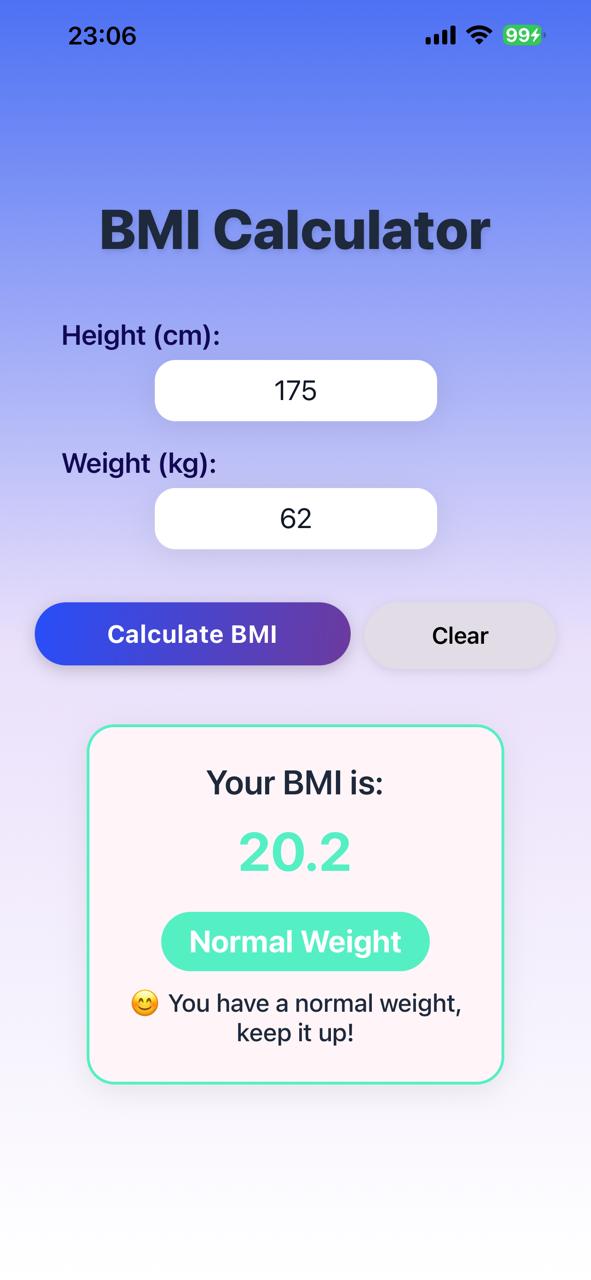 23:06
99
BMI Calculator
Height (cm):
175
Weight (kg):
62
Calculate BMI
Clear
Your BMI is:
20.2
Normal Weight
😊 You have a normal weight,
keep it up!